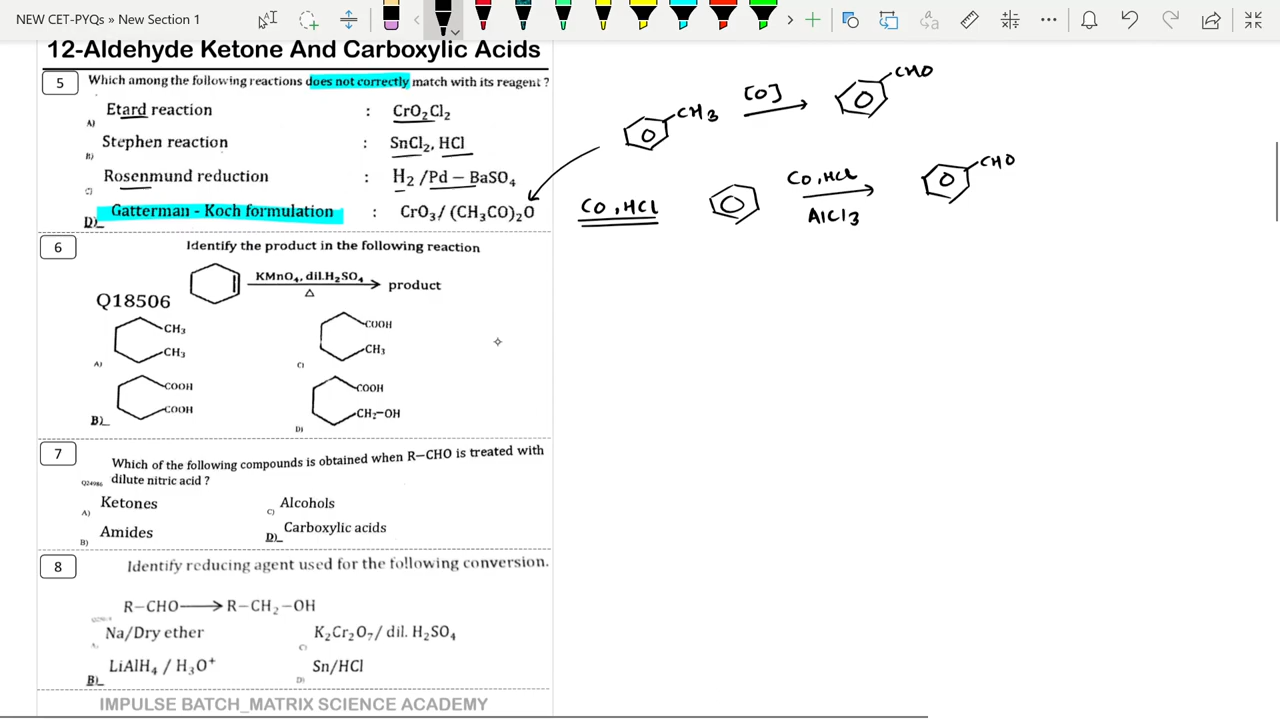 NEW CET-PYQs » New Section 1
12-Aldehyde Ketone And Carboxylic Acids
5 Which among the following reactions does not correctly match with its reagent ?
A) Etard reaction : CrO₂Cl₂
B) Stephen reaction : SnCl₂, HCl
C) Rosenmund reduction : H₂ /Pd – BaSO₄
D) Gatterman - Koch formulation : CrO₃/ (CH₃CO)₂O
CH₃ [O] CHO
CO, HCl CO, HCl CHO
AlCl₃
6 Identify the product in the following reaction
KMnO₄, dil.H₂SO₄ product
Δ
Q18506
CH₃ COOH
CH₃ CH₃
A) C)
COOH COOH
COOH CH₂–OH
B) D)
7 Which of the following compounds is obtained when R–CHO is treated with
Q24986 dilute nitric acid ?
A) Ketones C) Alcohols
B) Amides D) Carboxylic acids
8 Identify reducing agent used for the following conversion.
R–CHO⟶R–CH₂–OH
Na/Dry ether C) K₂Cr₂O₇/ dil. H₂SO₄
B) LiAlH₄ / H₃O⁺ D) Sn/HCl
IMPULSE BATCH_MATRIX SCIENCE ACADEMY